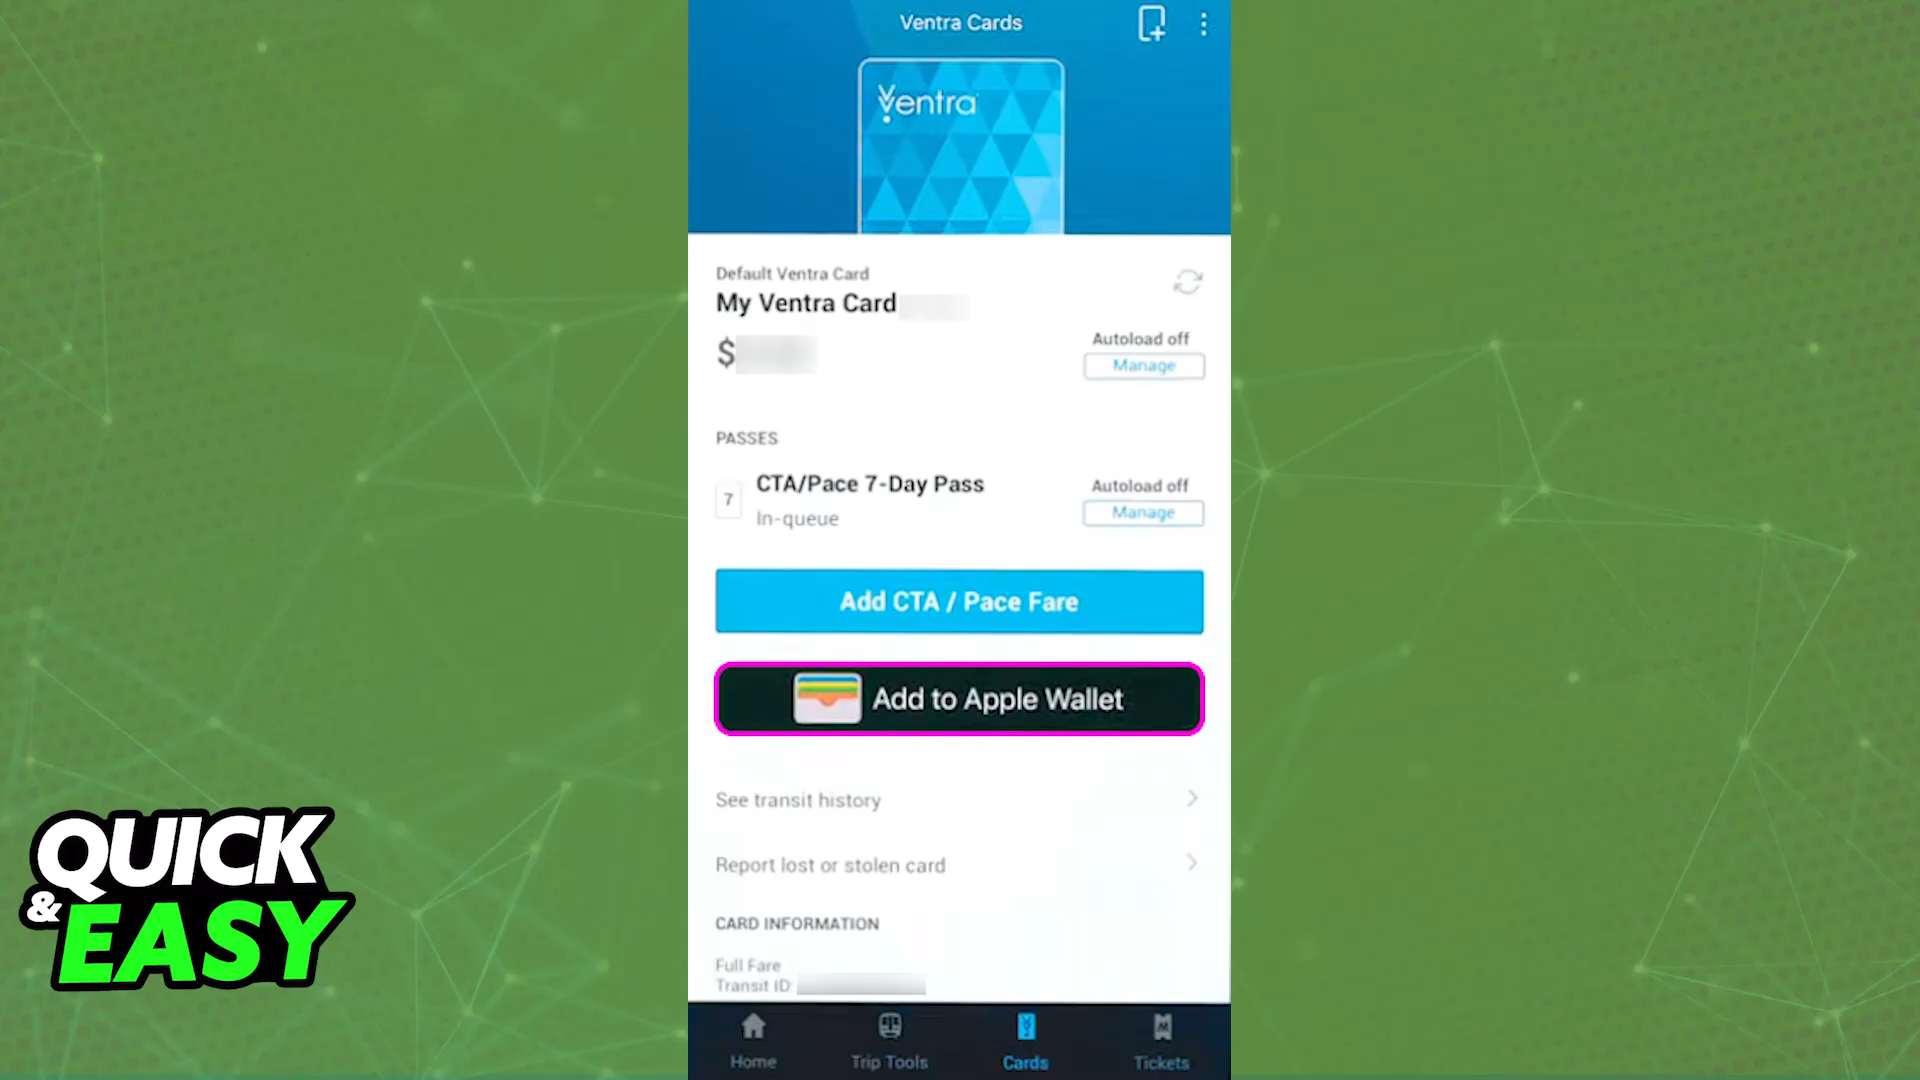 Ventra Cards
Ventra
Default Ventra Card
My Ventra Card
$
Autoload off
Manage
PASSES
7
CTA/Pace 7-Day Pass
In-queue
Autoload off
Manage
Add CTA / Pace Fare
Add to Apple Wallet
See transit history
Report lost or stolen card
CARD INFORMATION
Full Fare
Transit ID:
Home
Trip Tools
Cards
Tickets
QUICK
& EASY